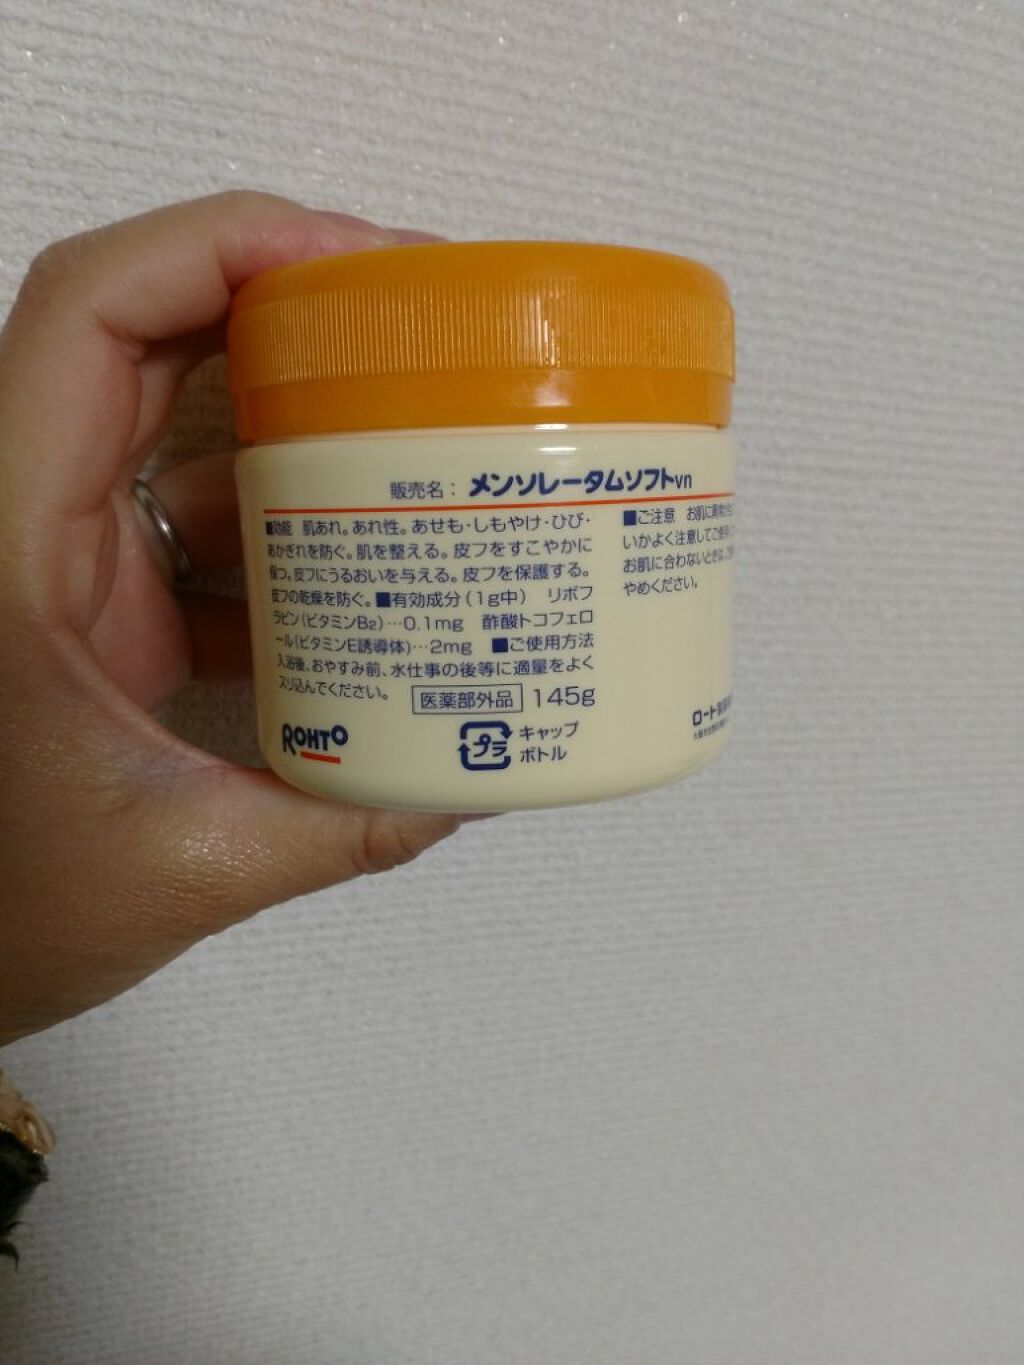 販売名: メンソレータムソフトvn
■効能 肌あれ。あれ性。あせも・しもやけ・ひび・
あかぎれを防ぐ。肌を整える。皮フをすこやかに
保つ。皮フにうるおいを与える。皮フを保護する。
皮フの乾燥を防ぐ。■有効成分(1g中) リボフ
ラビン(ビタミンB2)…0.1mg 酢酸トコフェロ
ール(ビタミンE誘導体)…2mg ■ご使用方法
入浴後、おやすみ前、水仕事の後等に適量をよく
スリ込んでください。
医薬部外品 145g
ROHTO
プラ
キャップ
ボトル
■ご注意 お肌に
いかよく注意してご使用
お肌に合わないときは、
やめください。
ロート